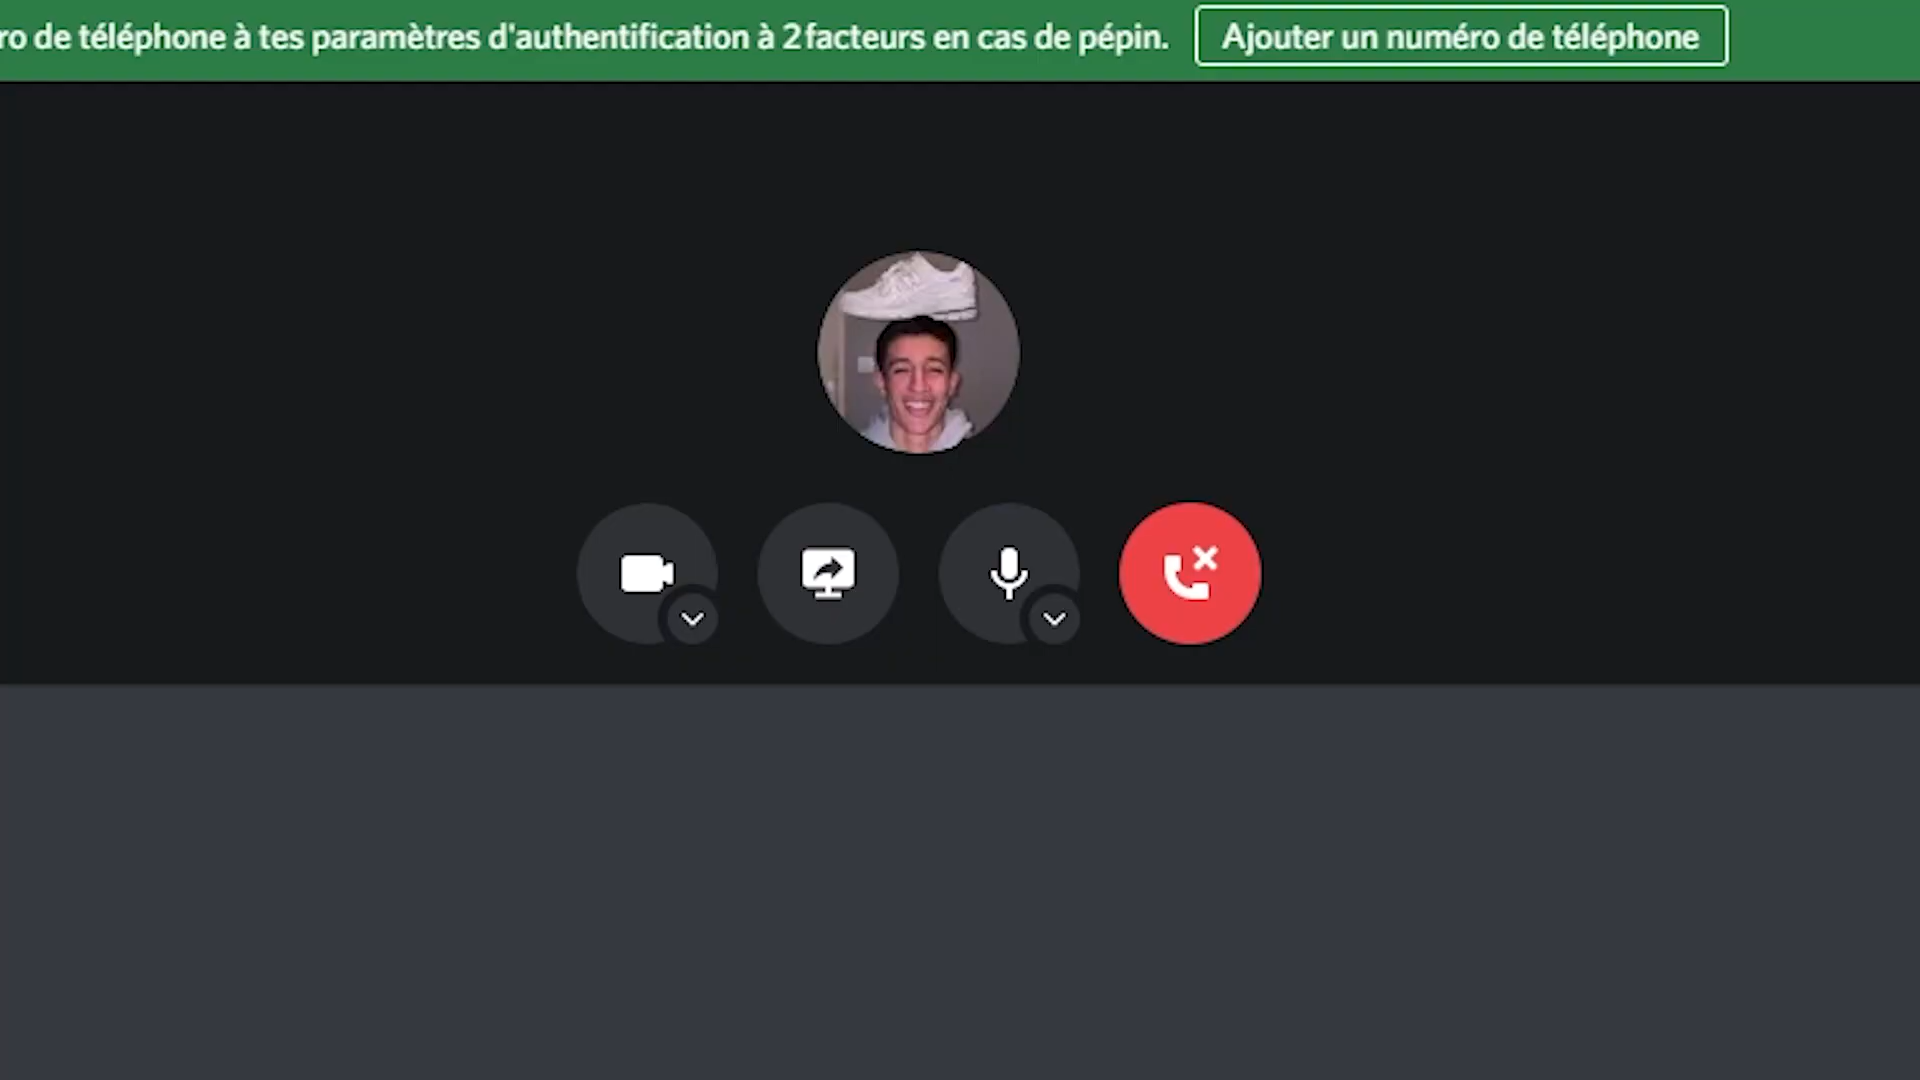 ro de téléphone à tes paramètres d'authentification à 2 facteurs en cas de pépin.
Ajouter un numéro de téléphone